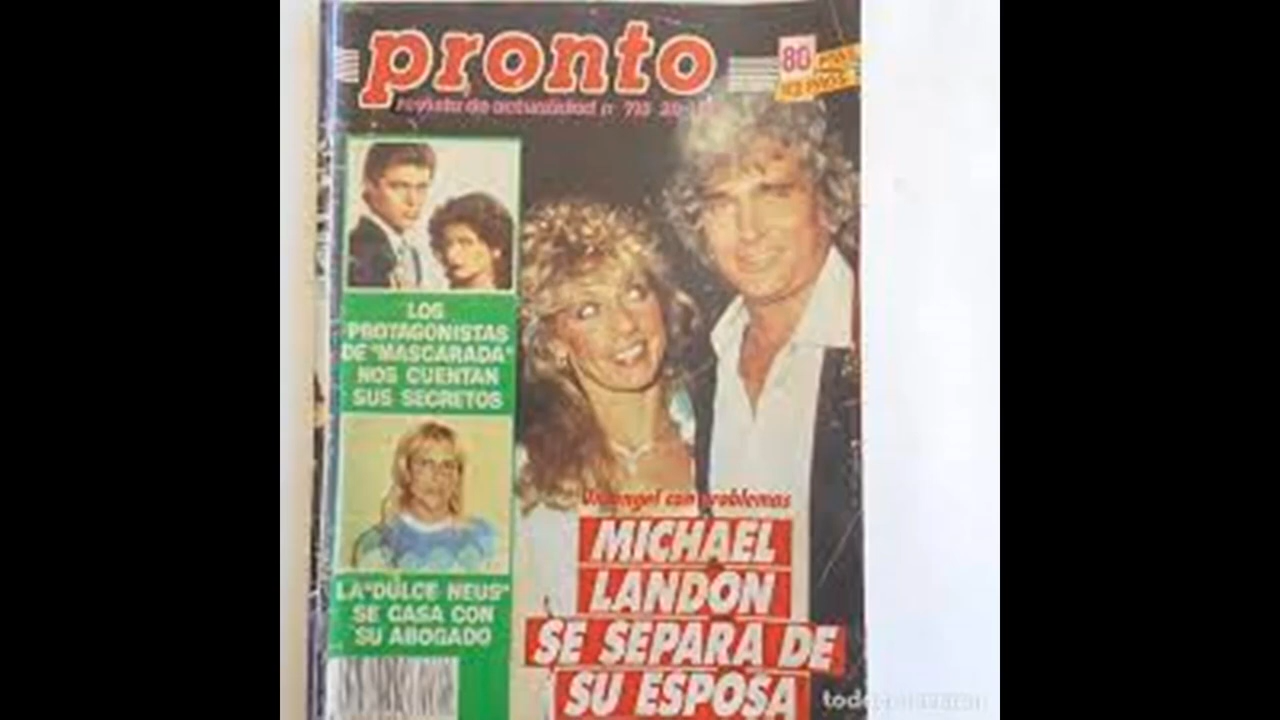 pronto
80
revista de actualidad n°
LOS
PROTAGONISTAS
DE "MASCARADA"
NOS CUENTAN
SUS SECRETOS
Un angel con problemas
MICHAEL
LANDON
SE SEPARA DE
SU ESPOSA
LA "DULCE NEUS"
SE CASA CON
SU ABOGADO